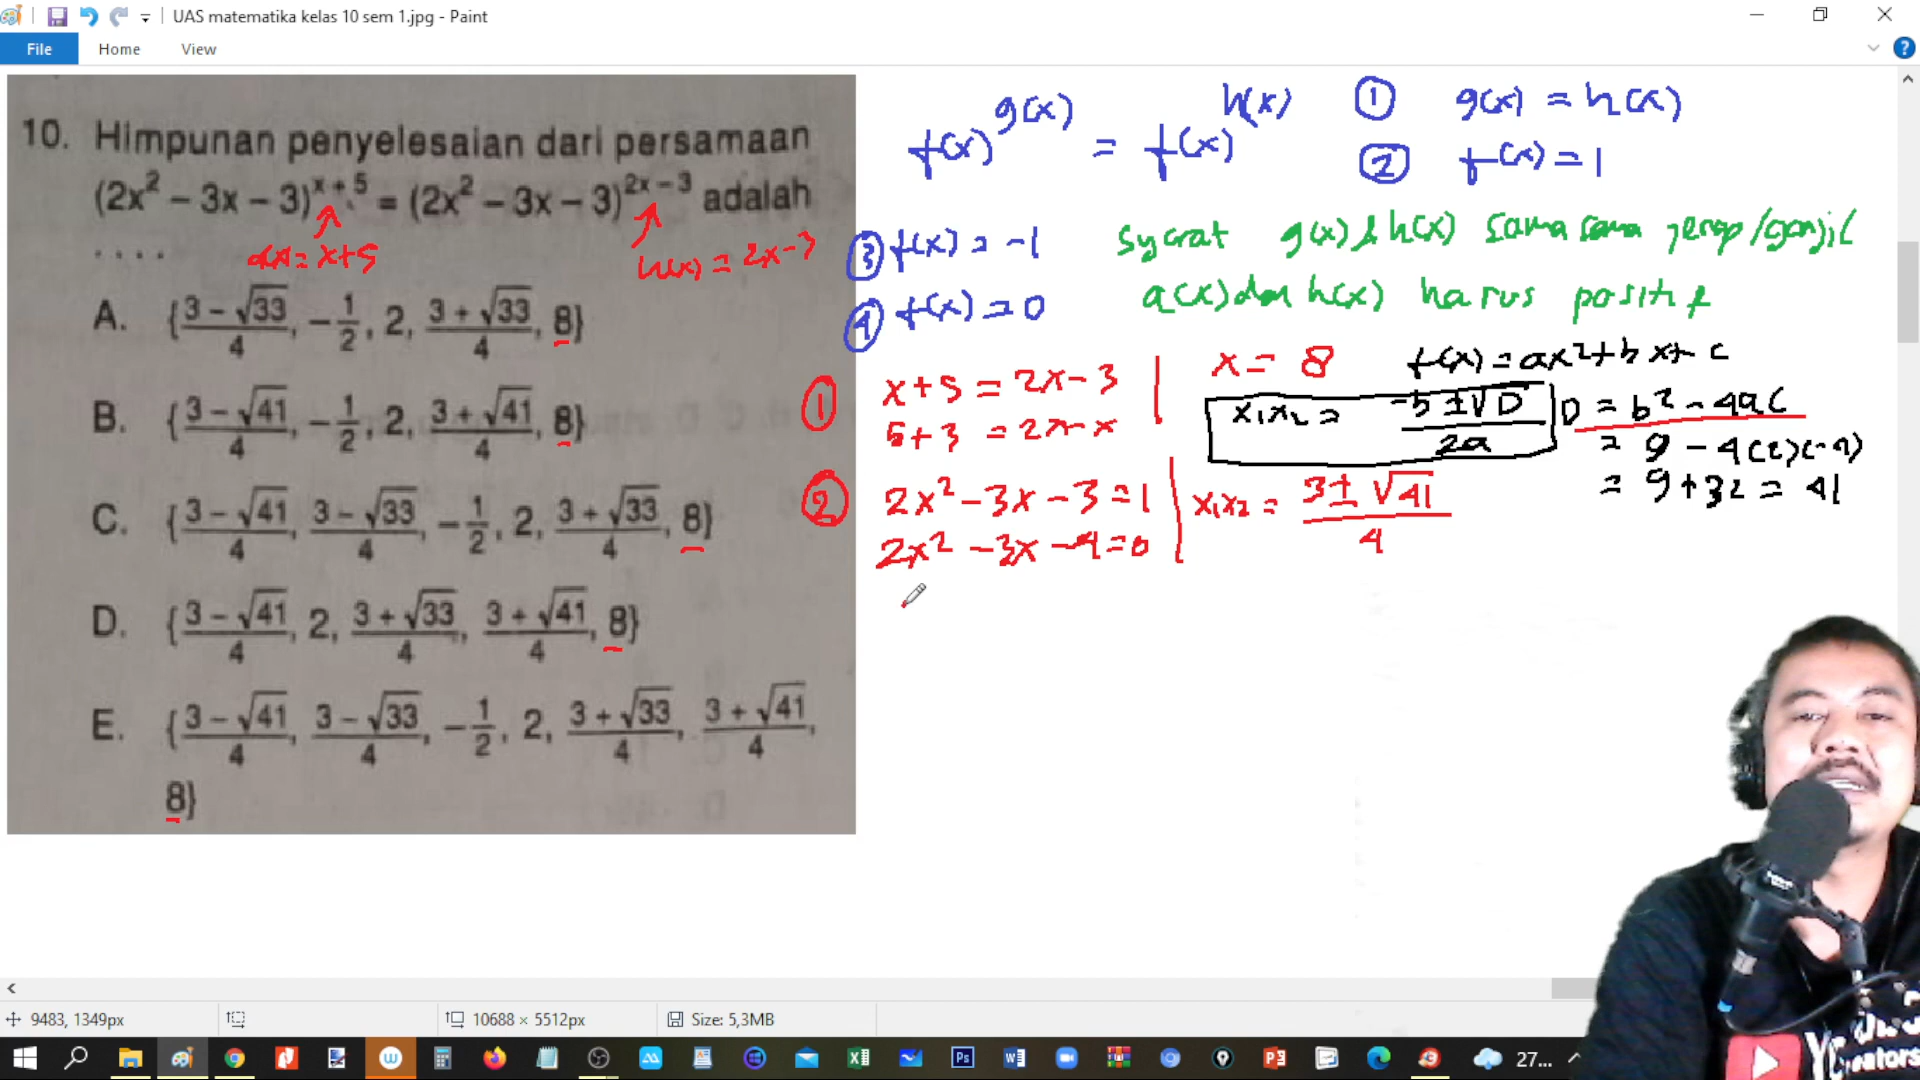 UAS matematika kelas 10 sem 1.jpg - Paint
File Home View
10. Himpunan penyelesaian dari persamaan
(2x² − 3x − 3)^(x + 5) = (2x² − 3x − 3)^(2x − 3) adalah
. . . .
g(x) = x+5
h(x) = 2x-3
A. {(3 − √33)/4, −1/2, 2, (3 + √33)/4, 8}
B. {(3 − √41)/4, −1/2, 2, (3 + √41)/4, 8}
C. {(3 − √41)/4, (3 − √33)/4, −1/2, 2, (3 + √33)/4, 8}
D. {(3 − √41)/4, 2, (3 + √33)/4, (3 + √41)/4, 8}
E. {(3 − √41)/4, (3 − √33)/4, −1/2, 2, (3 + √33)/4, (3 + √41)/4,
8}
f(x)^g(x) = f(x)^h(x)
① g(x) = h(x)
② f(x) = 1
③ f(x) = -1 syarat g(x) & h(x) sama sama genap/ganjil
④ f(x) = 0 g(x) dan h(x) harus positif
① x+5 = 2x-3
5+3 = 2x-x
x = 8
f(x) = ax²+bx+c
x₁x₂ = (-b ± √D)/2a
D = b² - 4ac
= 9 - 4(2)(-4)
= 9+32 = 41
② 2x² -3x -3 = 1
2x² -3x -4 = 0
x₁x₂ = (3 ± √41)/4
9483, 1349px
10688 × 5512px
Size: 5,3MB
27...